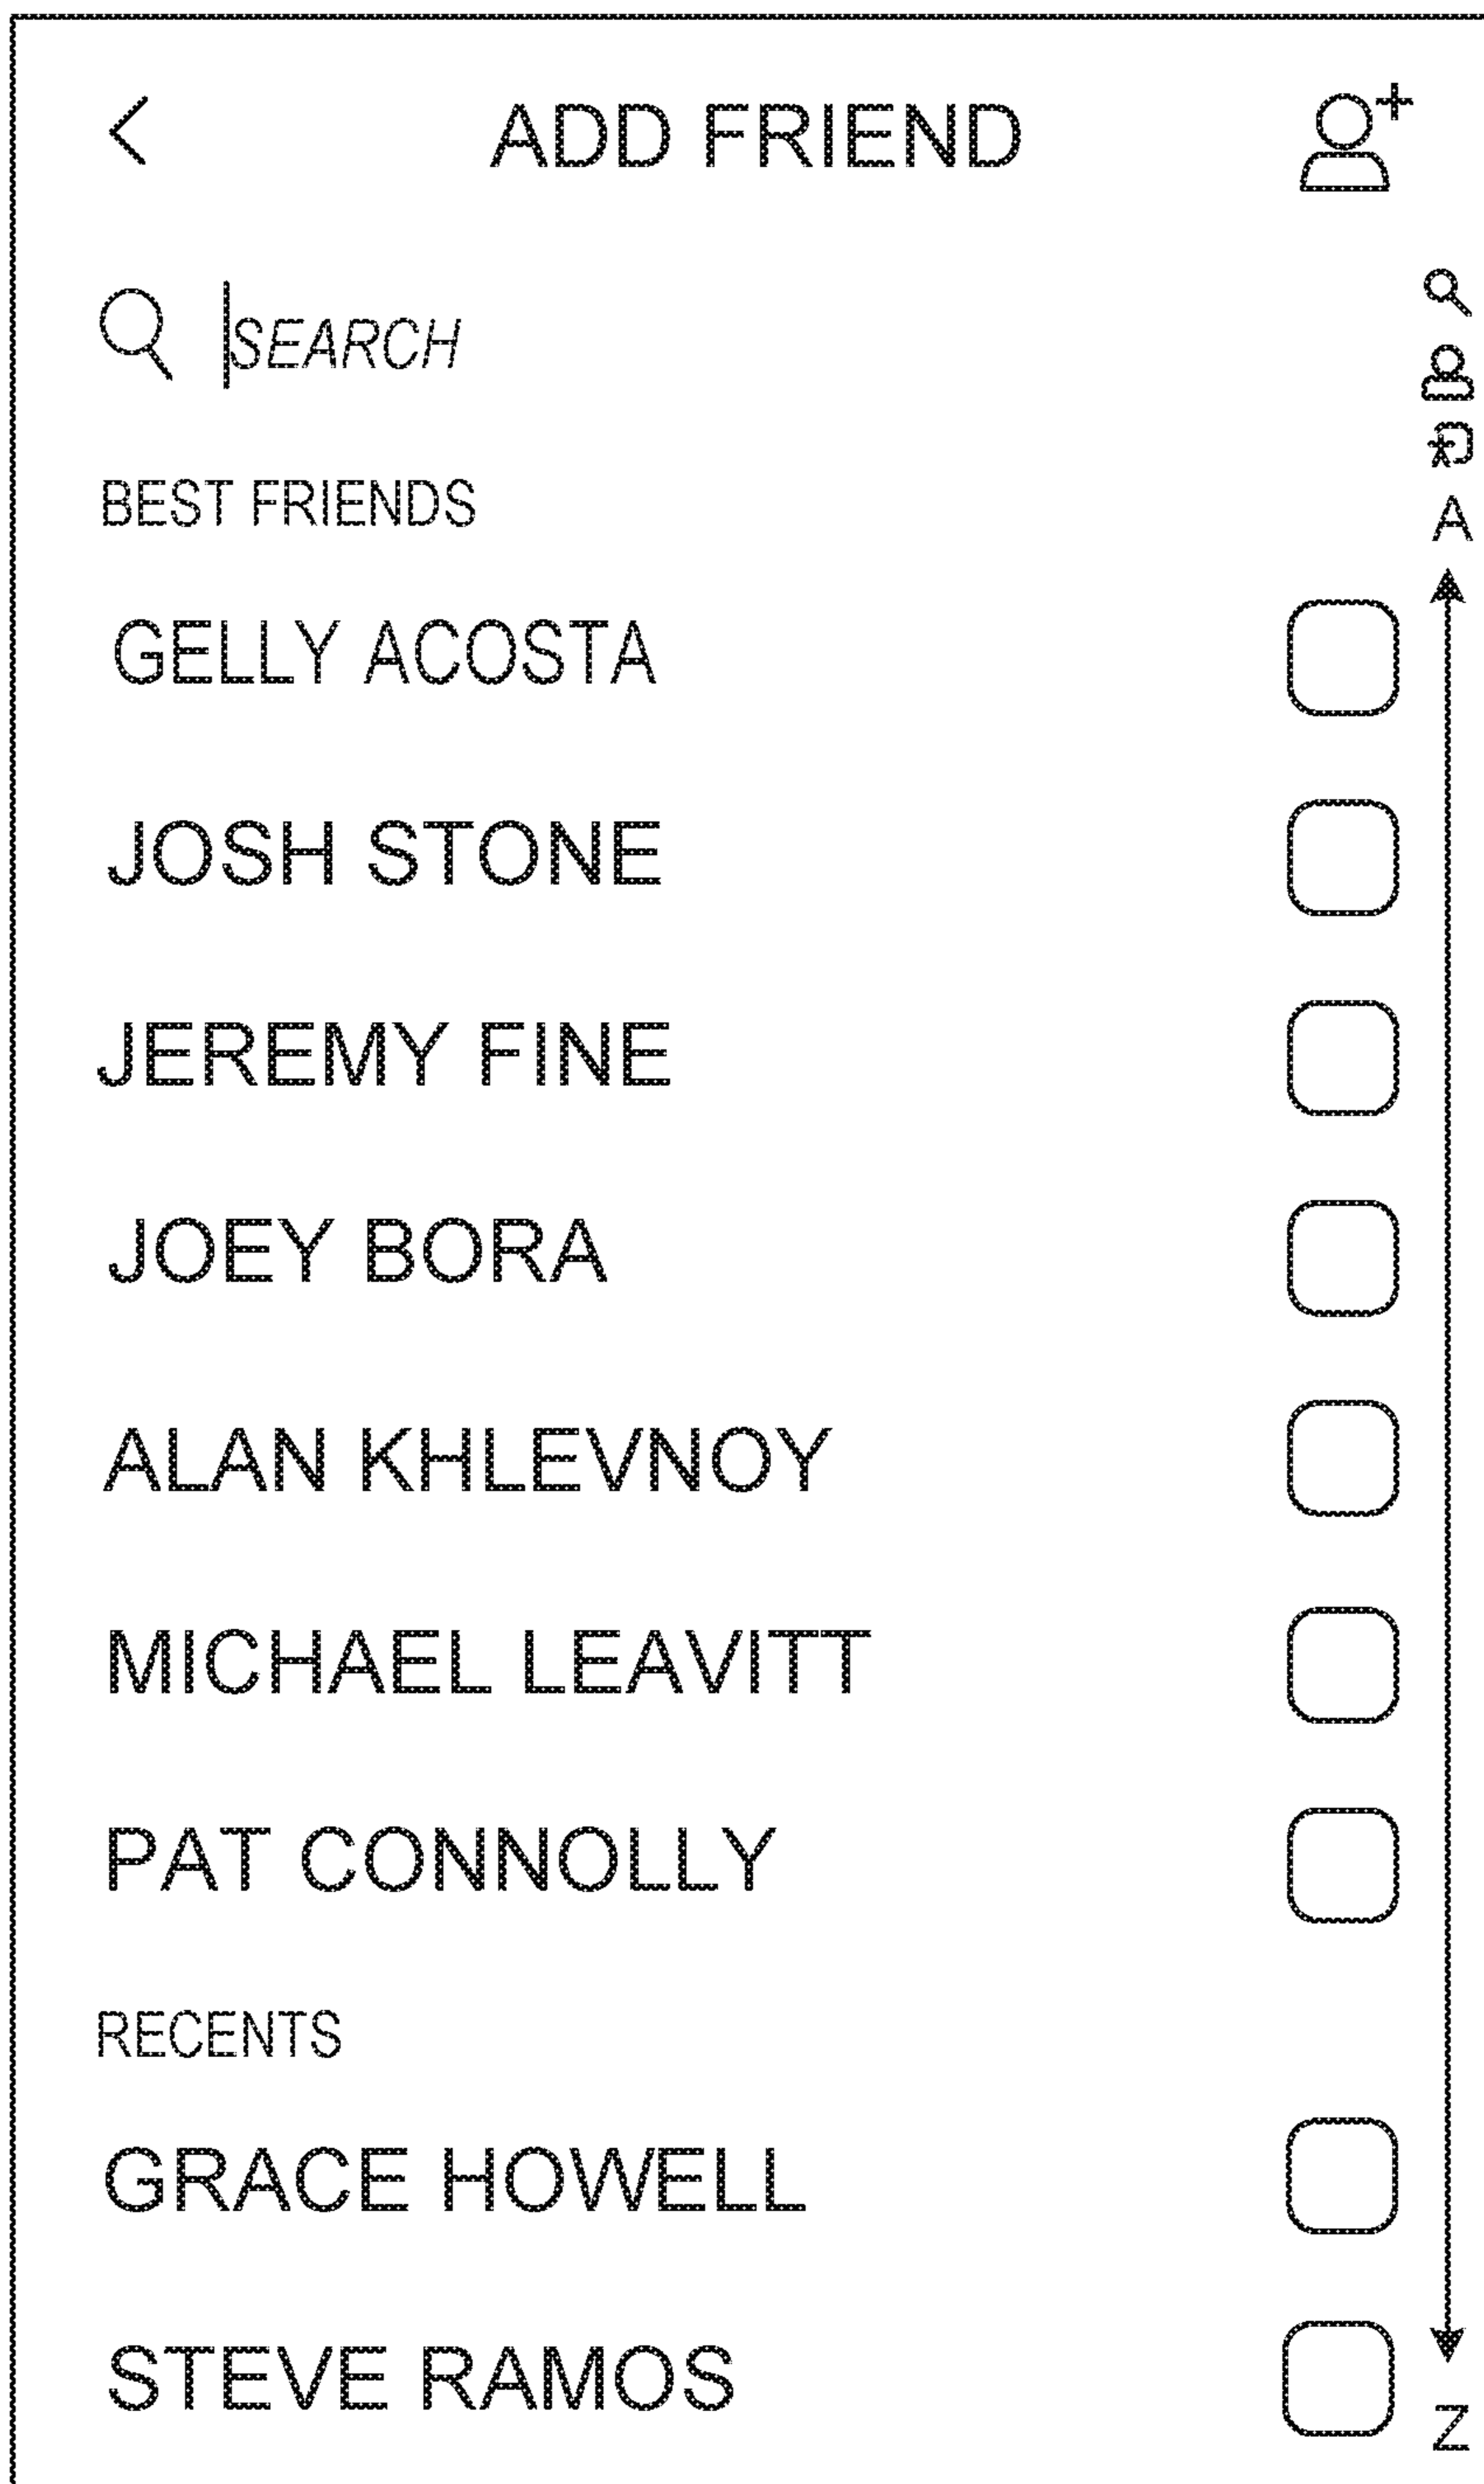 ADD FRIEND
SEARCH
BEST FRIENDS
A
GELLY ACOSTA
JOSH STONE
JEREMY FINE
JOEY BORA
ALAN KHLEVNOY
MICHAEL LEAVITT
PAT CONNOLLY
RECENTS
GRACE HOWELL
STEVE RAMOS
Z